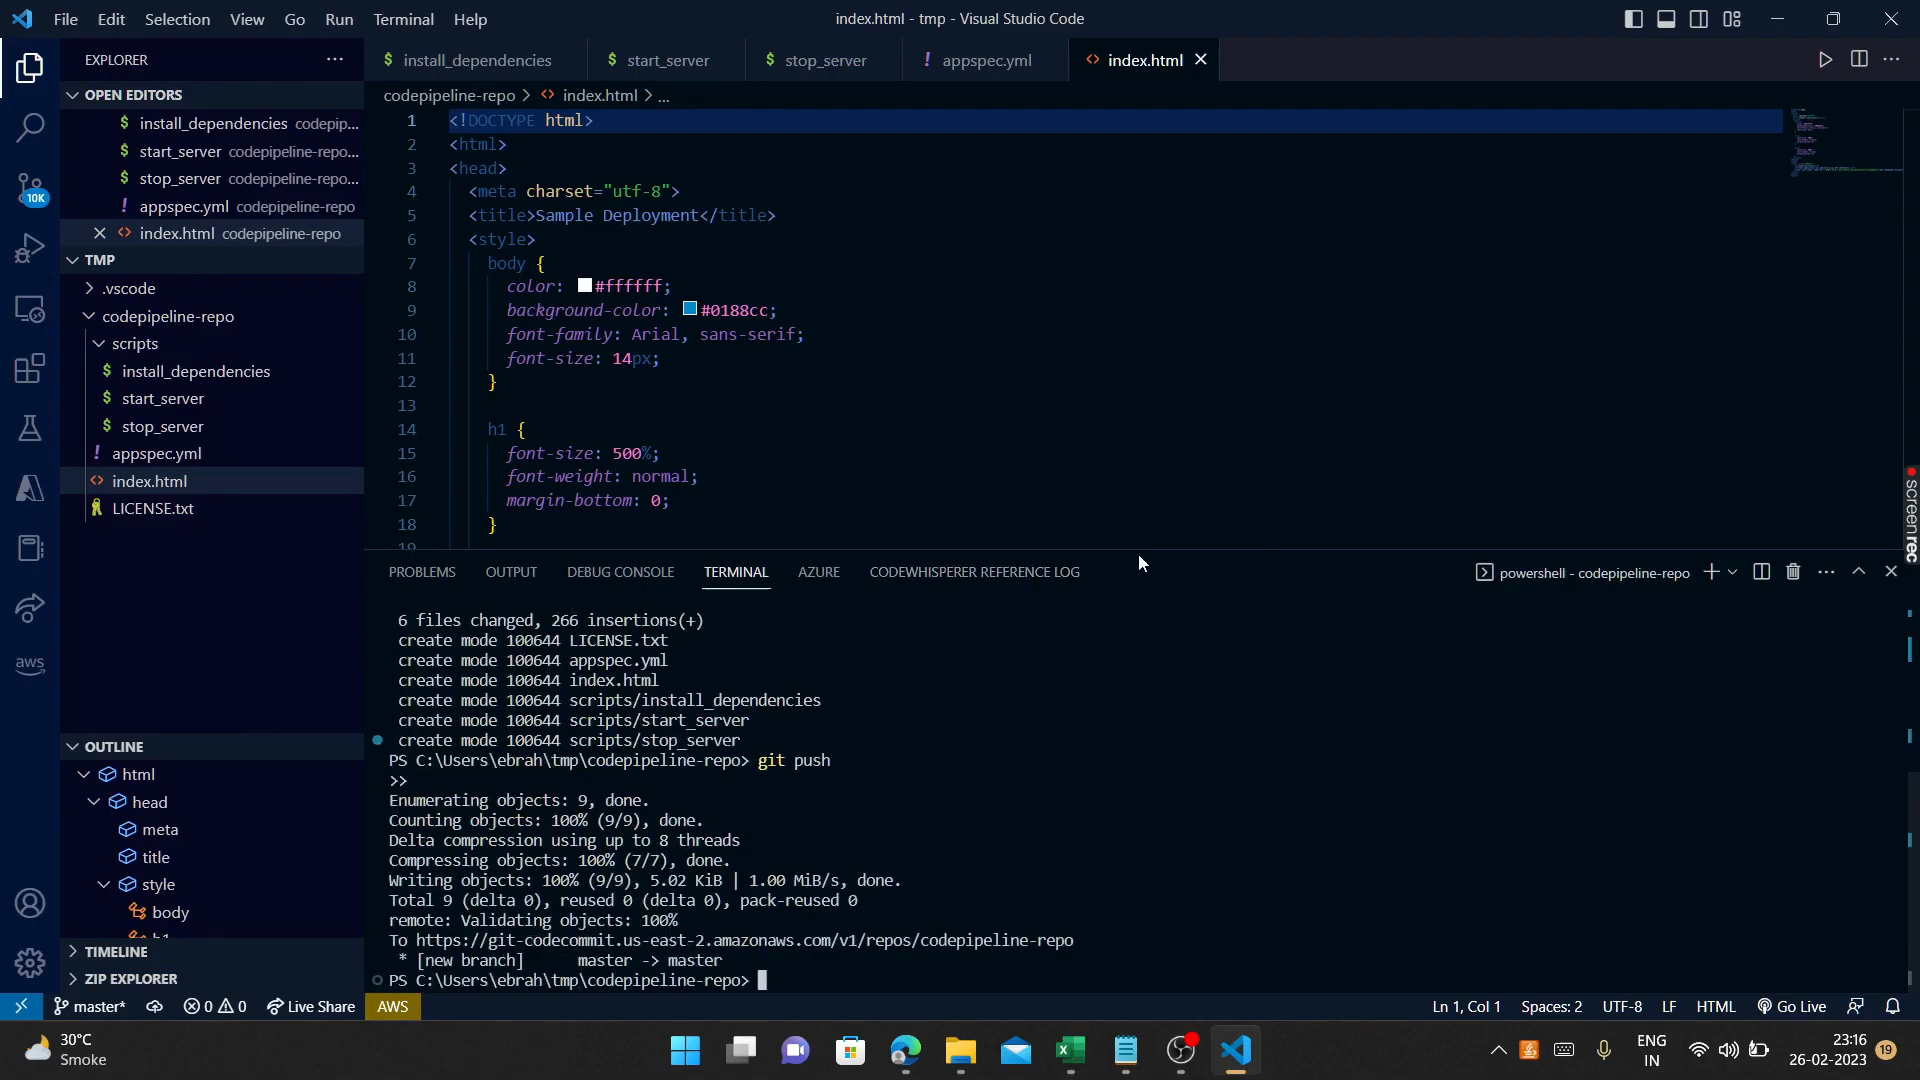 File Edit Selection View Go Run Terminal Help
index.html - tmp - Visual Studio Code
EXPLORER
install_dependencies
start_server
stop_server
appspec.yml
index.html
OPEN EDITORS
install_dependencies codepip...
start_server codepipeline-repo...
stop_server codepipeline-repo...
appspec.yml codepipeline-repo
index.html codepipeline-repo
TMP
.vscode
codepipeline-repo
scripts
install_dependencies
start_server
stop_server
appspec.yml
index.html
LICENSE.txt
10K
aws
OUTLINE
html
head
meta
title
style
body
TIMELINE
ZIP EXPLORER
codepipeline-repo > index.html > ...
1 <!DOCTYPE html>
2 <html>
3 <head>
4 <meta charset="utf-8">
5 <title>Sample Deployment</title>
6 <style>
7 body {
8 color: #ffffff;
9 background-color: #0188cc;
10 font-family: Arial, sans-serif;
11 font-size: 14px;
12 }
13
14 h1 {
15 font-size: 500%;
16 font-weight: normal;
17 margin-bottom: 0;
18 }
19
screenrec
PROBLEMS OUTPUT DEBUG CONSOLE TERMINAL AZURE CODEWHISPERER REFERENCE LOG
powershell - codepipeline-repo
6 files changed, 266 insertions(+)
create mode 100644 LICENSE.txt
create mode 100644 appspec.yml
create mode 100644 index.html
create mode 100644 scripts/install_dependencies
create mode 100644 scripts/start_server
create mode 100644 scripts/stop_server
PS C:\Users\ebrah\tmp\codepipeline-repo> git push
>>
Enumerating objects: 9, done.
Counting objects: 100% (9/9), done.
Delta compression using up to 8 threads
Compressing objects: 100% (7/7), done.
Writing objects: 100% (9/9), 5.02 KiB | 1.00 MiB/s, done.
Total 9 (delta 0), reused 0 (delta 0), pack-reused 0
remote: Validating objects: 100%
To https://git-codecommit.us-east-2.amazonaws.com/v1/repos/codepipeline-repo
* [new branch] master -> master
PS C:\Users\ebrah\tmp\codepipeline-repo>
master* 0 0 Live Share AWS
Ln 1, Col 1 Spaces: 2 UTF-8 LF HTML Go Live
30°C
Smoke
ENG
IN
23:16
26-02-2023
19